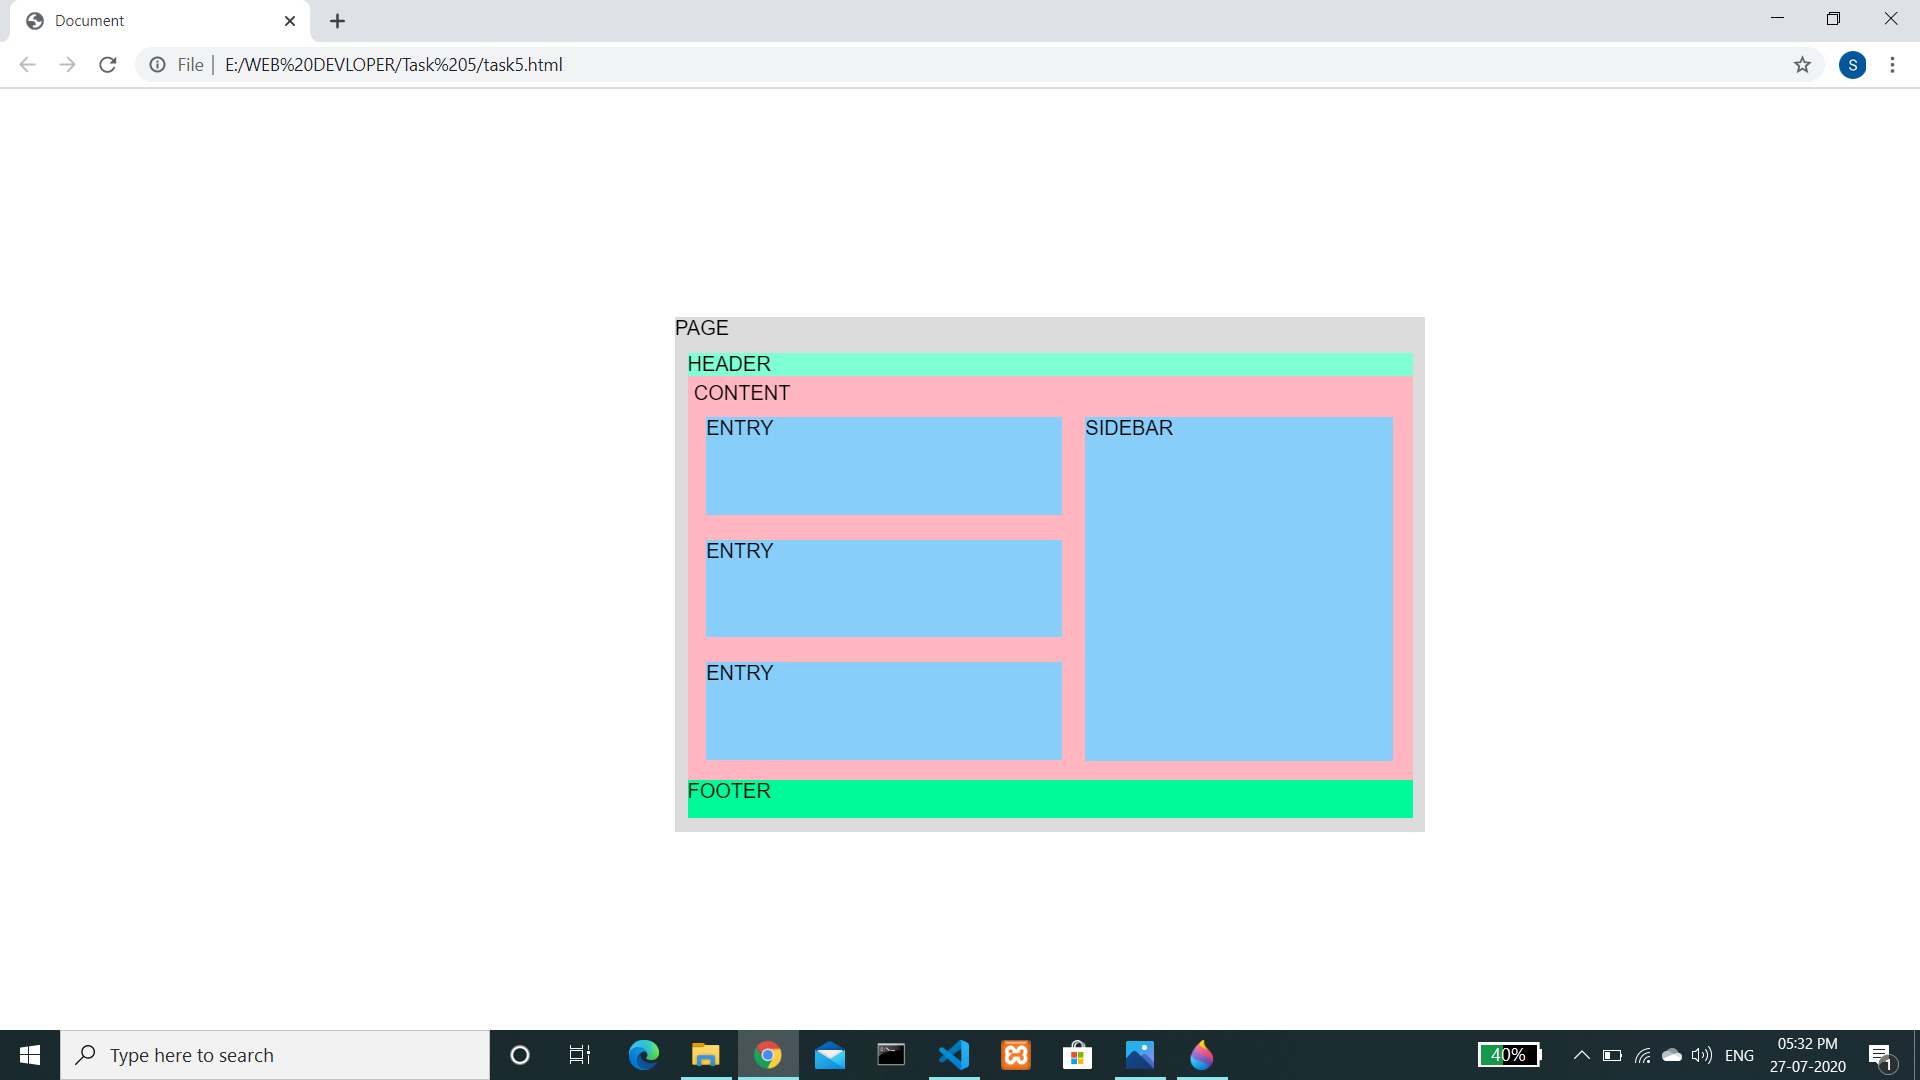 Document
File | E:/WEB%20DEVLOPER/Task%205/task5.html
S
PAGE
HEADER
CONTENT
ENTRY
SIDEBAR
ENTRY
ENTRY
FOOTER
Type here to search
40%
ENG
05:32 PM
27-07-2020
1